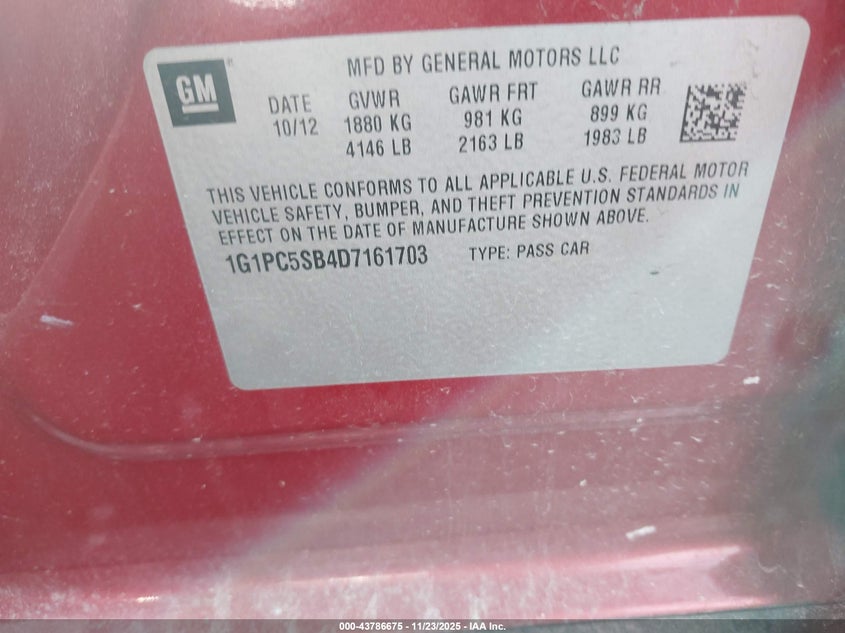 GM
MFD BY GENERAL MOTORS LLC
DATE GVWR GAWR FRT GAWR RR
10/12 1880 KG 981 KG 899 KG
4146 LB 2163 LB 1983 LB
THIS VEHICLE CONFORMS TO ALL APPLICABLE U.S. FEDERAL MOTOR
VEHICLE SAFETY, BUMPER, AND THEFT PREVENTION STANDARDS IN
EFFECT ON THE DATE OF MANUFACTURE SHOWN ABOVE.
1G1PC5SB4D7161703 TYPE: PASS CAR
000-43786675 - 11/23/2025 - IAA Inc.